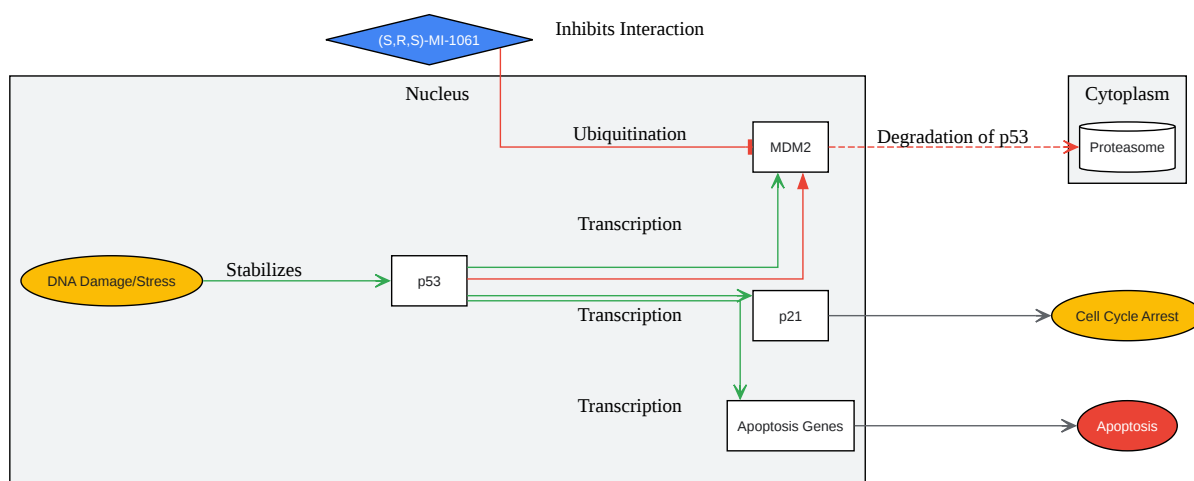 (S,R,S)-MI-1061
Inhibits Interaction
Nucleus
Cytoplasm
Ubiquitination
MDM2
Degradation of p53
Proteasome
Transcription
DNA Damage/Stress
Stabilizes
p53
Transcription
p21
Cell Cycle Arrest
Transcription
Apoptosis Genes
Apoptosis